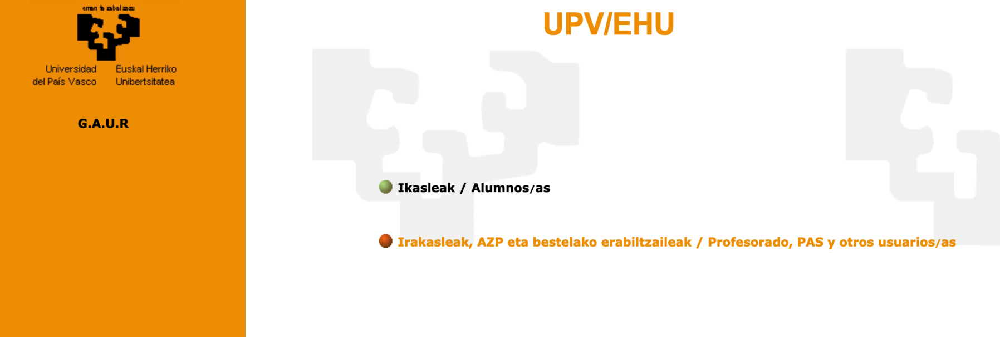 eman ta zabal zazu
Universidad
del País Vasco
Euskal Herriko
Unibertsitatea
G.A.U.R
UPV/EHU
Ikasleak / Alumnos/as
Irakasleak, AZP eta bestelako erabiltzaileak / Profesorado, PAS y otros usuarios/as